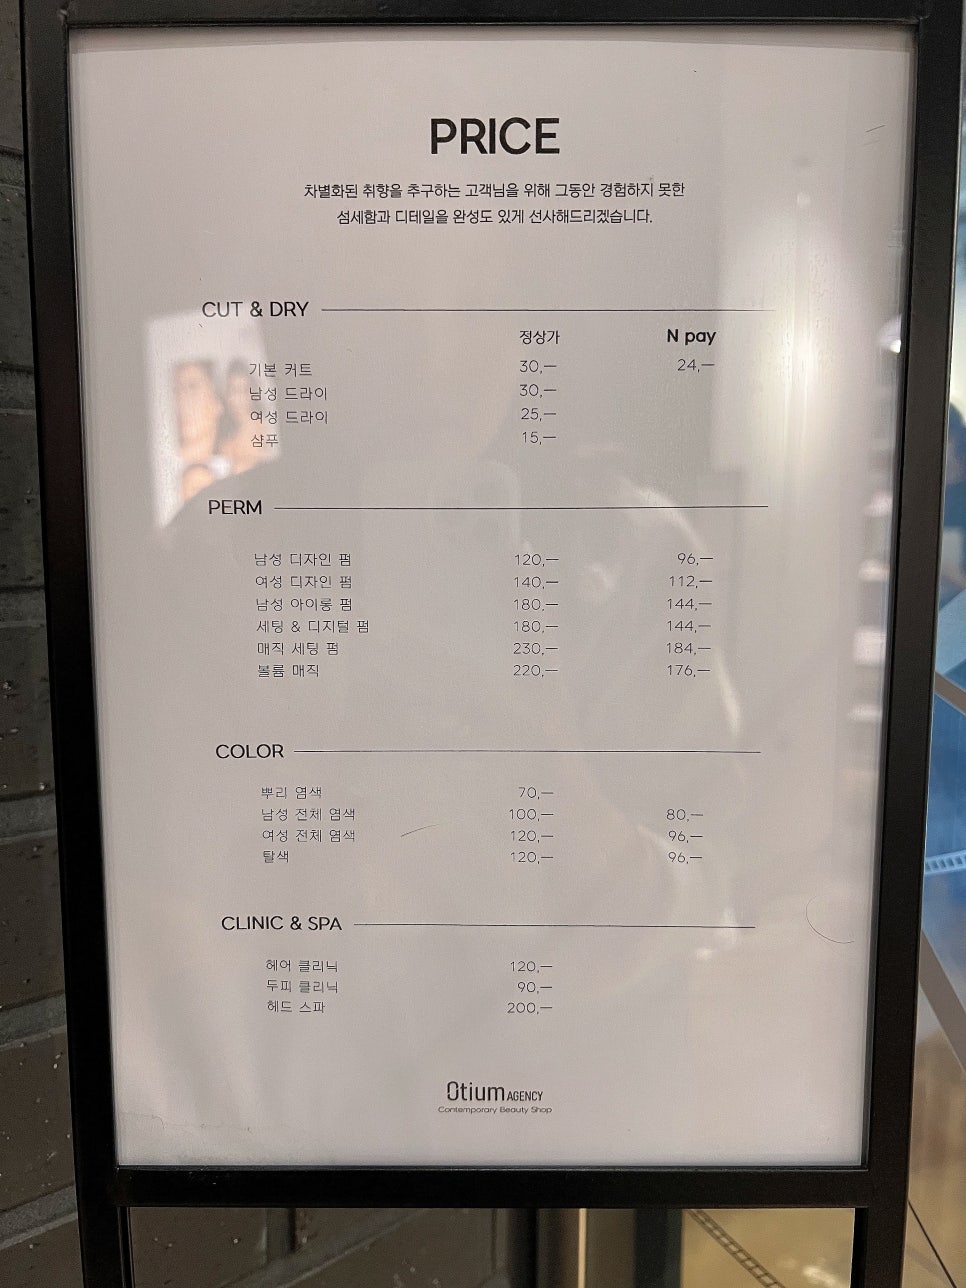 PRICE
차별화된 취향을 추구하는 고객님을 위해 그동안 경험하지 못한
섬세함과 디테일을 완성도 있게 선사해드리겠습니다.
CUT & DRY
정상가 N pay
기본 커트 30,— 24,—
남성 드라이 30,—
여성 드라이 25,—
샴푸 15,—
PERM
남성 디자인 펌 120,— 96,—
여성 디자인 펌 140,— 112,—
남성 아이롱 펌 180,— 144,—
세팅 & 디지털 펌 180,— 144,—
매직 세팅 펌 230,— 184,—
볼륨 매직 220,— 176,—
COLOR
뿌리 염색 70,—
남성 전체 염색 100,— 80,—
여성 전체 염색 120,— 96,—
탈색 120,— 96,—
CLINIC & SPA
헤어 클리닉 120,—
두피 클리닉 90,—
헤드 스파 200,—
Otium AGENCY
Contemporary Beauty Shop